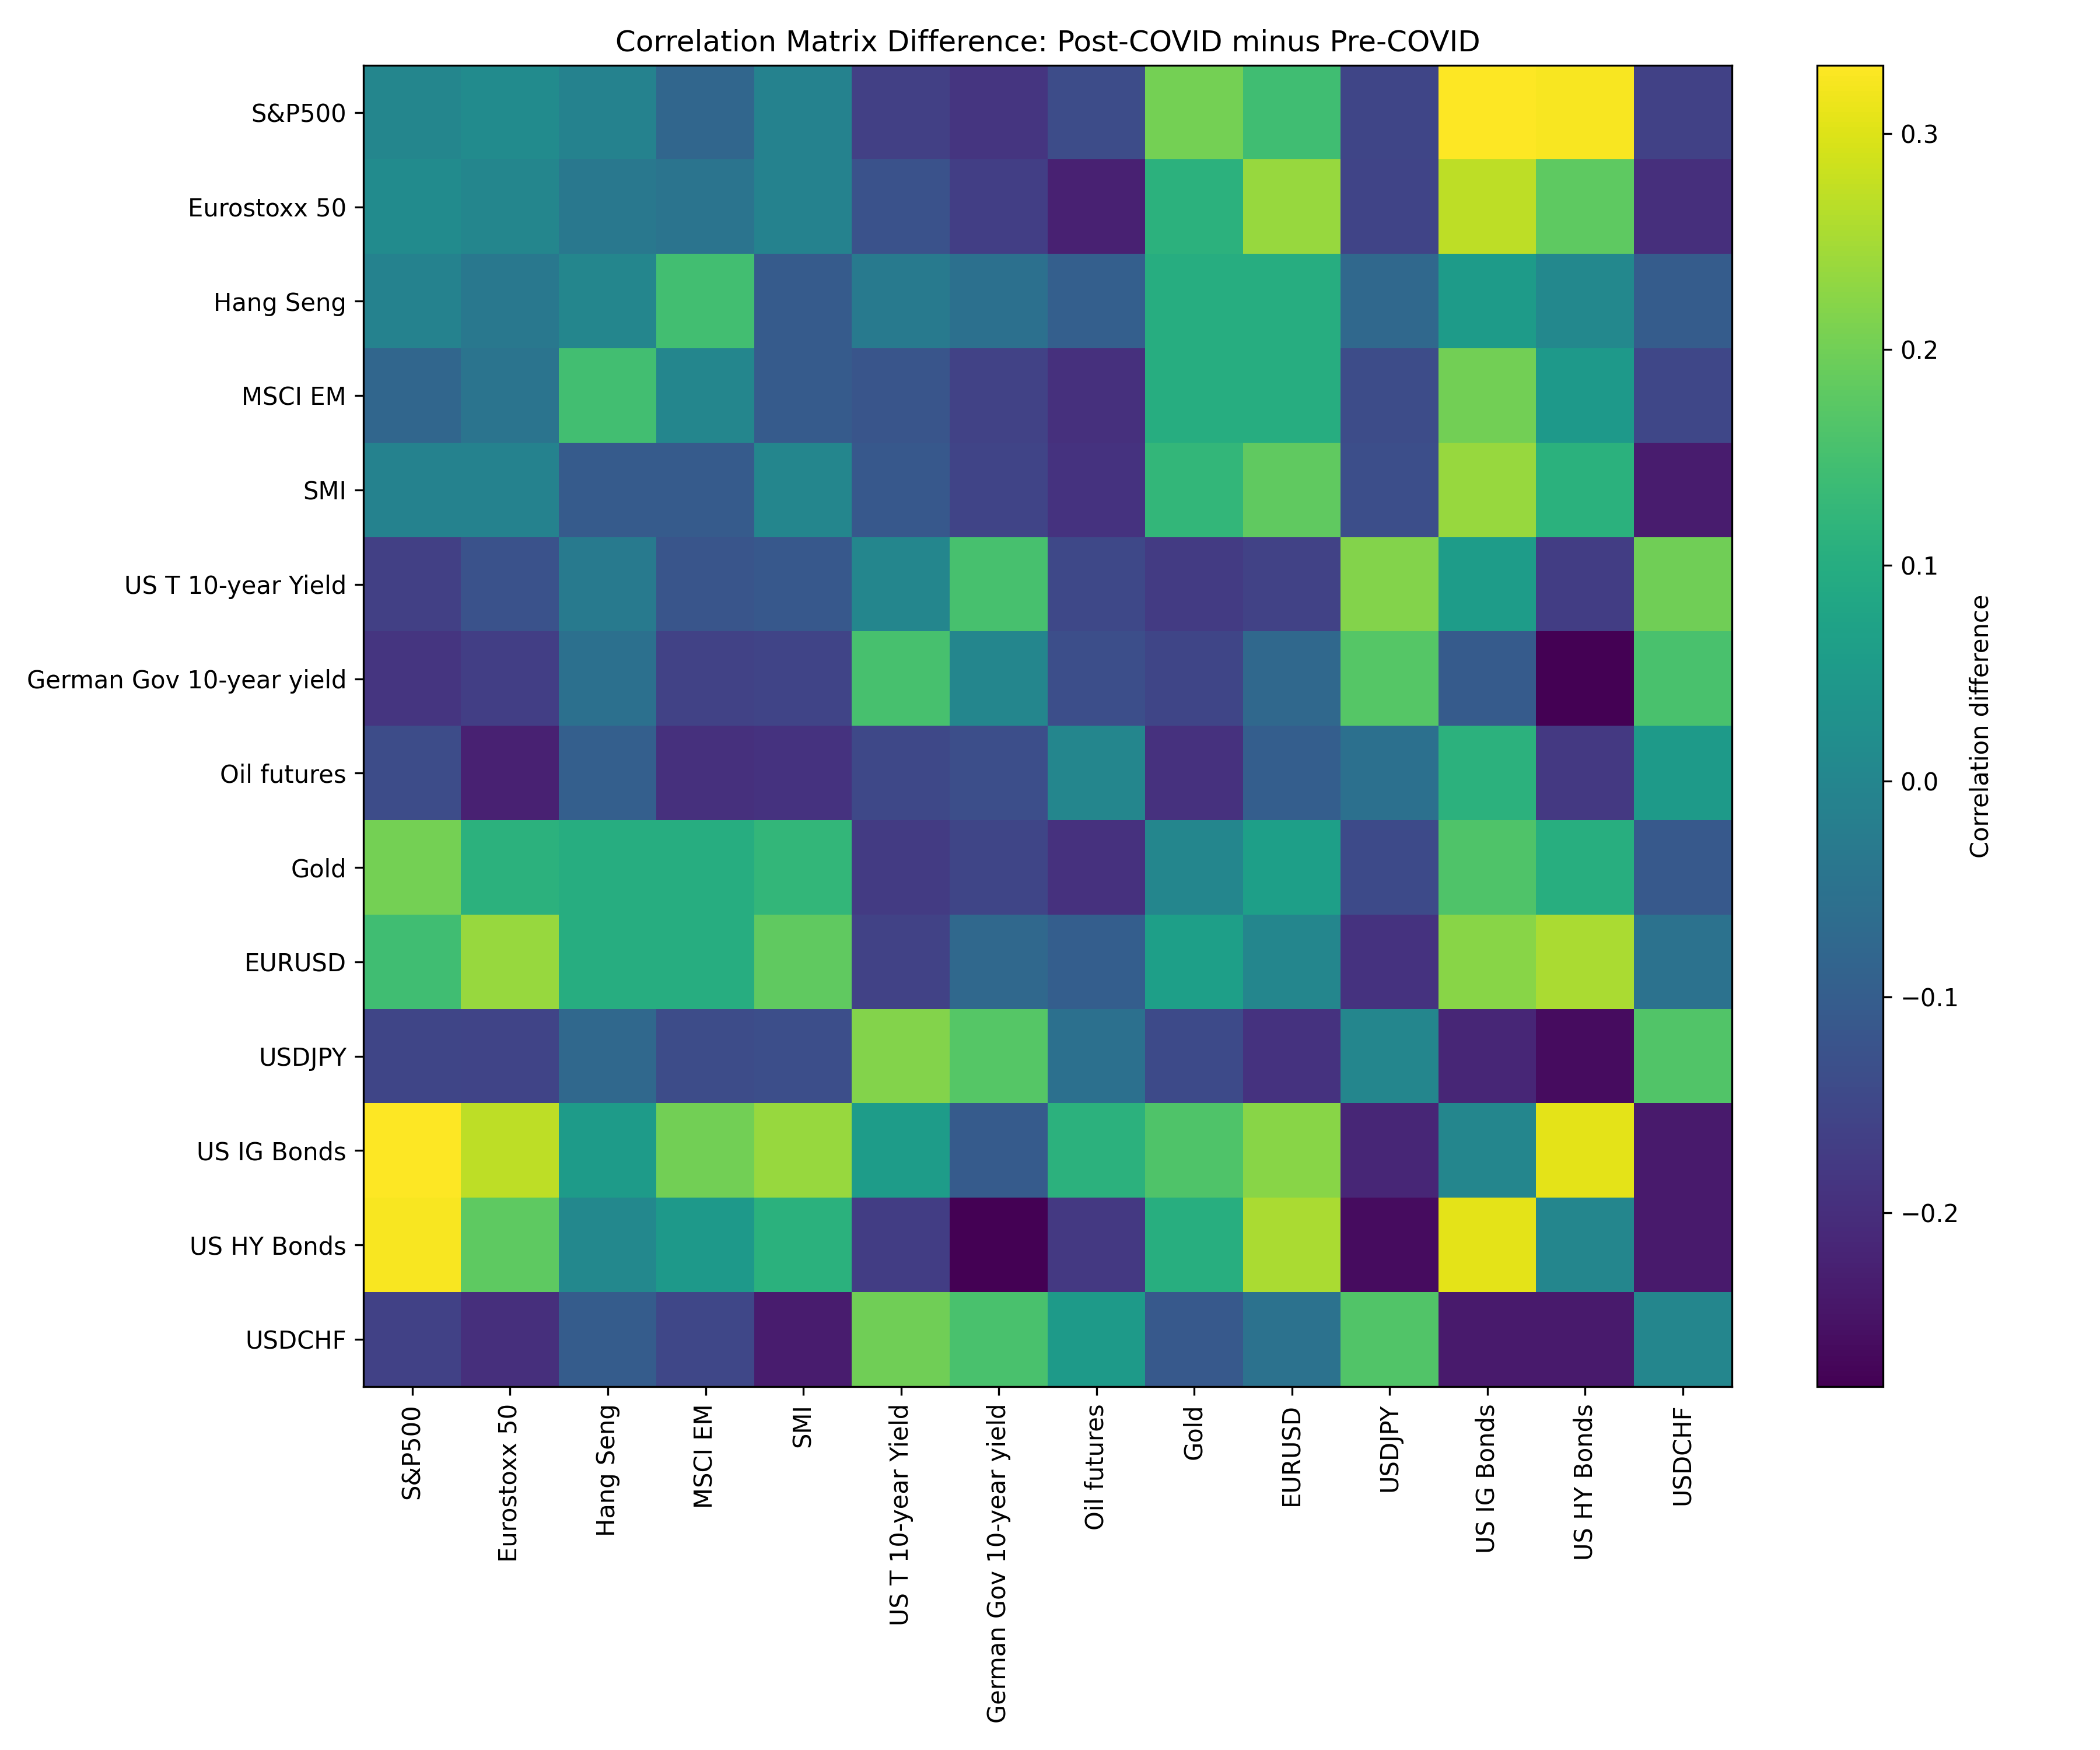 Correlation Matrix Difference: Post-COVID minus Pre-COVID
S&P500
Eurostoxx 50
Hang Seng
MSCI EM
SMI
US T 10-year Yield
German Gov 10-year yield
Oil futures
Gold
EURUSD
USDJPY
US IG Bonds
US HY Bonds
USDCHF
S&P500
Eurostoxx 50
Hang Seng
MSCI EM
SMI
US T 10-year Yield
German Gov 10-year yield
Oil futures
Gold
EURUSD
USDJPY
US IG Bonds
US HY Bonds
USDCHF
0.3
0.2
0.1
0.0
−0.1
−0.2
Correlation difference